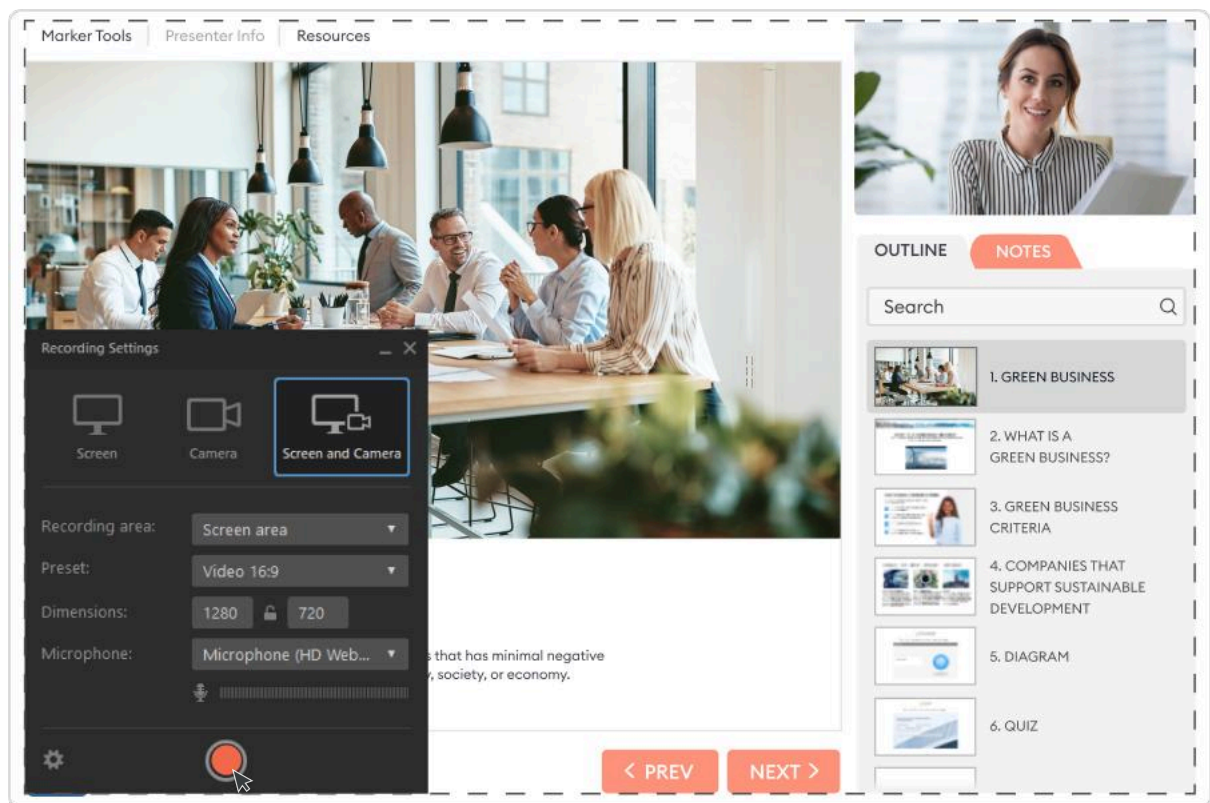 Marker Tools Presenter Info Resources
OUTLINE NOTES
Search
1. GREEN BUSINESS
2. WHAT IS A
GREEN BUSINESS?
3. GREEN BUSINESS
CRITERIA
4. COMPANIES THAT
SUPPORT SUSTAINABLE
DEVELOPMENT
5. DIAGRAM
6. QUIZ
Recording Settings
Screen
Camera
Screen and Camera
Recording area: Screen area
Preset: Video 16:9
Dimensions: 1280 720
Microphone: Microphone (HD Web...
that has minimal negative
society, or economy.
PREV NEXT